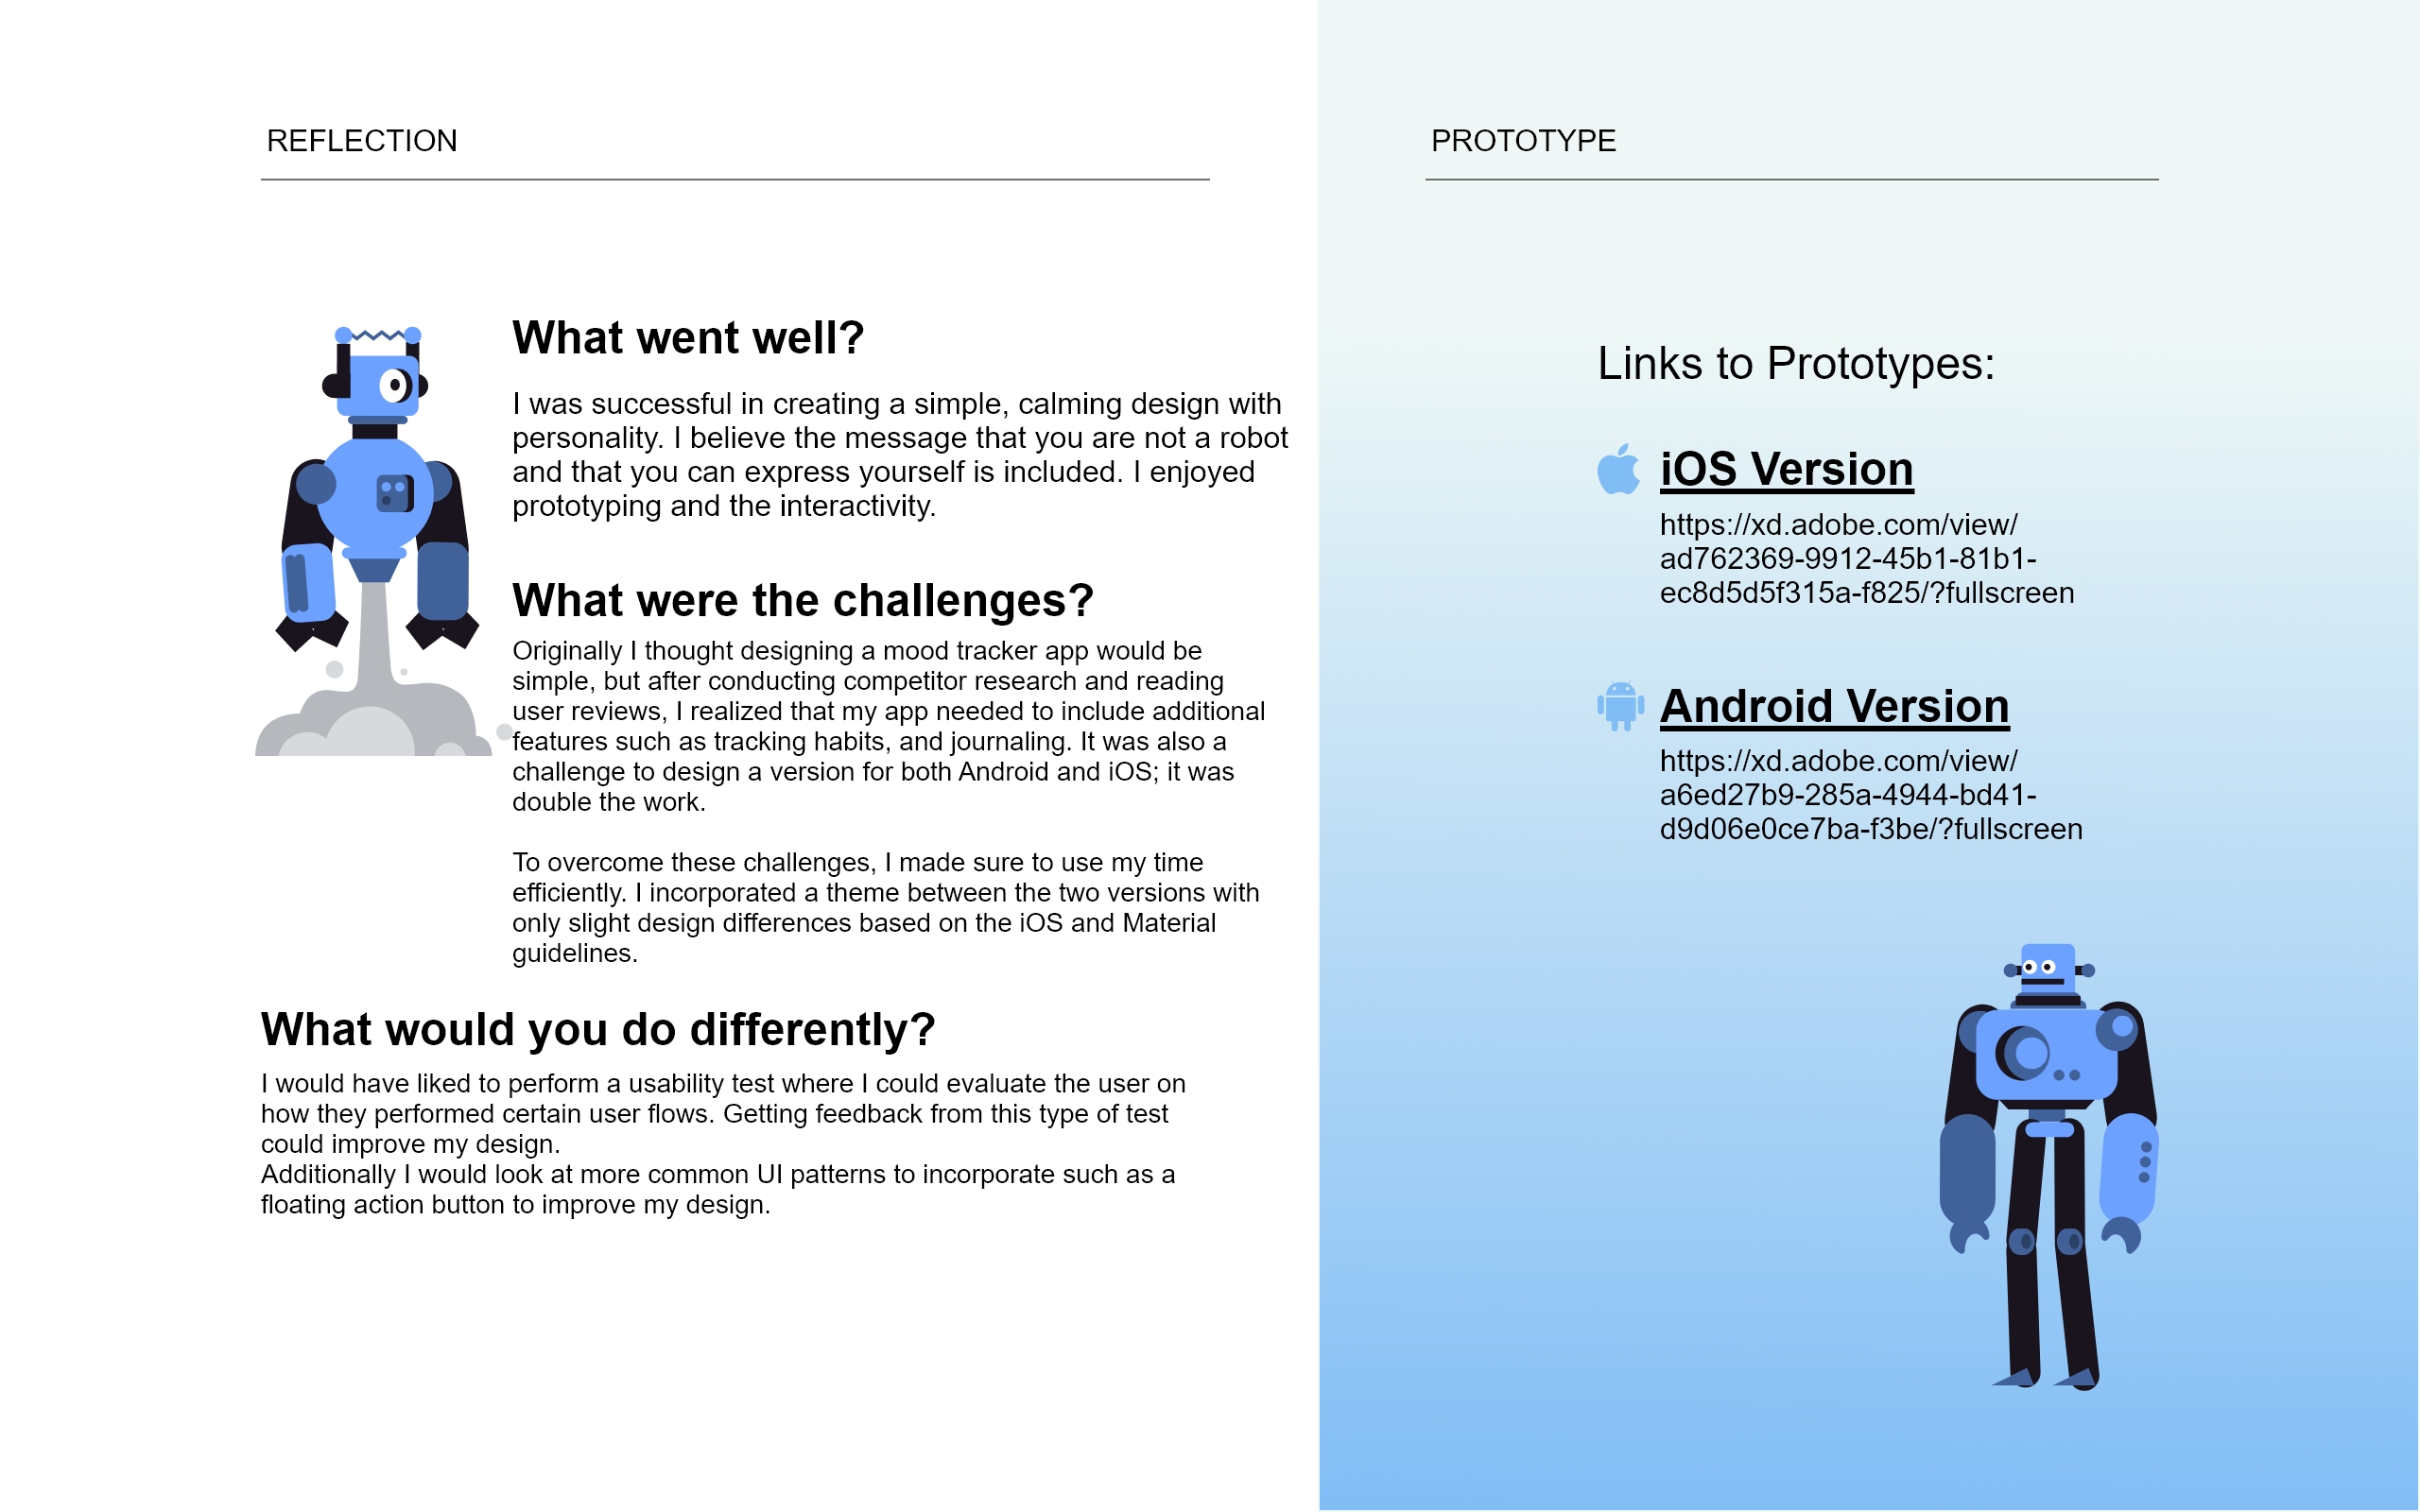 REFLECTION
What went well?
I was successful in creating a simple, calming design with
personality. I believe the message that you are not a robot
and that you can express yourself is included. I enjoyed
prototyping and the interactivity.
What were the challenges?
Originally I thought designing a mood tracker app would be
simple, but after conducting competitor research and reading
user reviews, I realized that my app needed to include additional
features such as tracking habits, and journaling. It was also a
challenge to design a version for both Android and iOS; it was
double the work.
To overcome these challenges, I made sure to use my time
efficiently. I incorporated a theme between the two versions with
only slight design differences based on the iOS and Material
guidelines.
What would you do differently?
I would have liked to perform a usability test where I could evaluate the user on
how they performed certain user flows. Getting feedback from this type of test
could improve my design.
Additionally I would look at more common UI patterns to incorporate such as a
floating action button to improve my design.
PROTOTYPE
Links to Prototypes:
iOS Version
https://xd.adobe.com/view/
ad762369-9912-45b1-81b1-
ec8d5d5f315a-f825/?fullscreen
Android Version
https://xd.adobe.com/view/
a6ed27b9-285a-4944-bd41-
d9d06e0ce7ba-f3be/?fullscreen